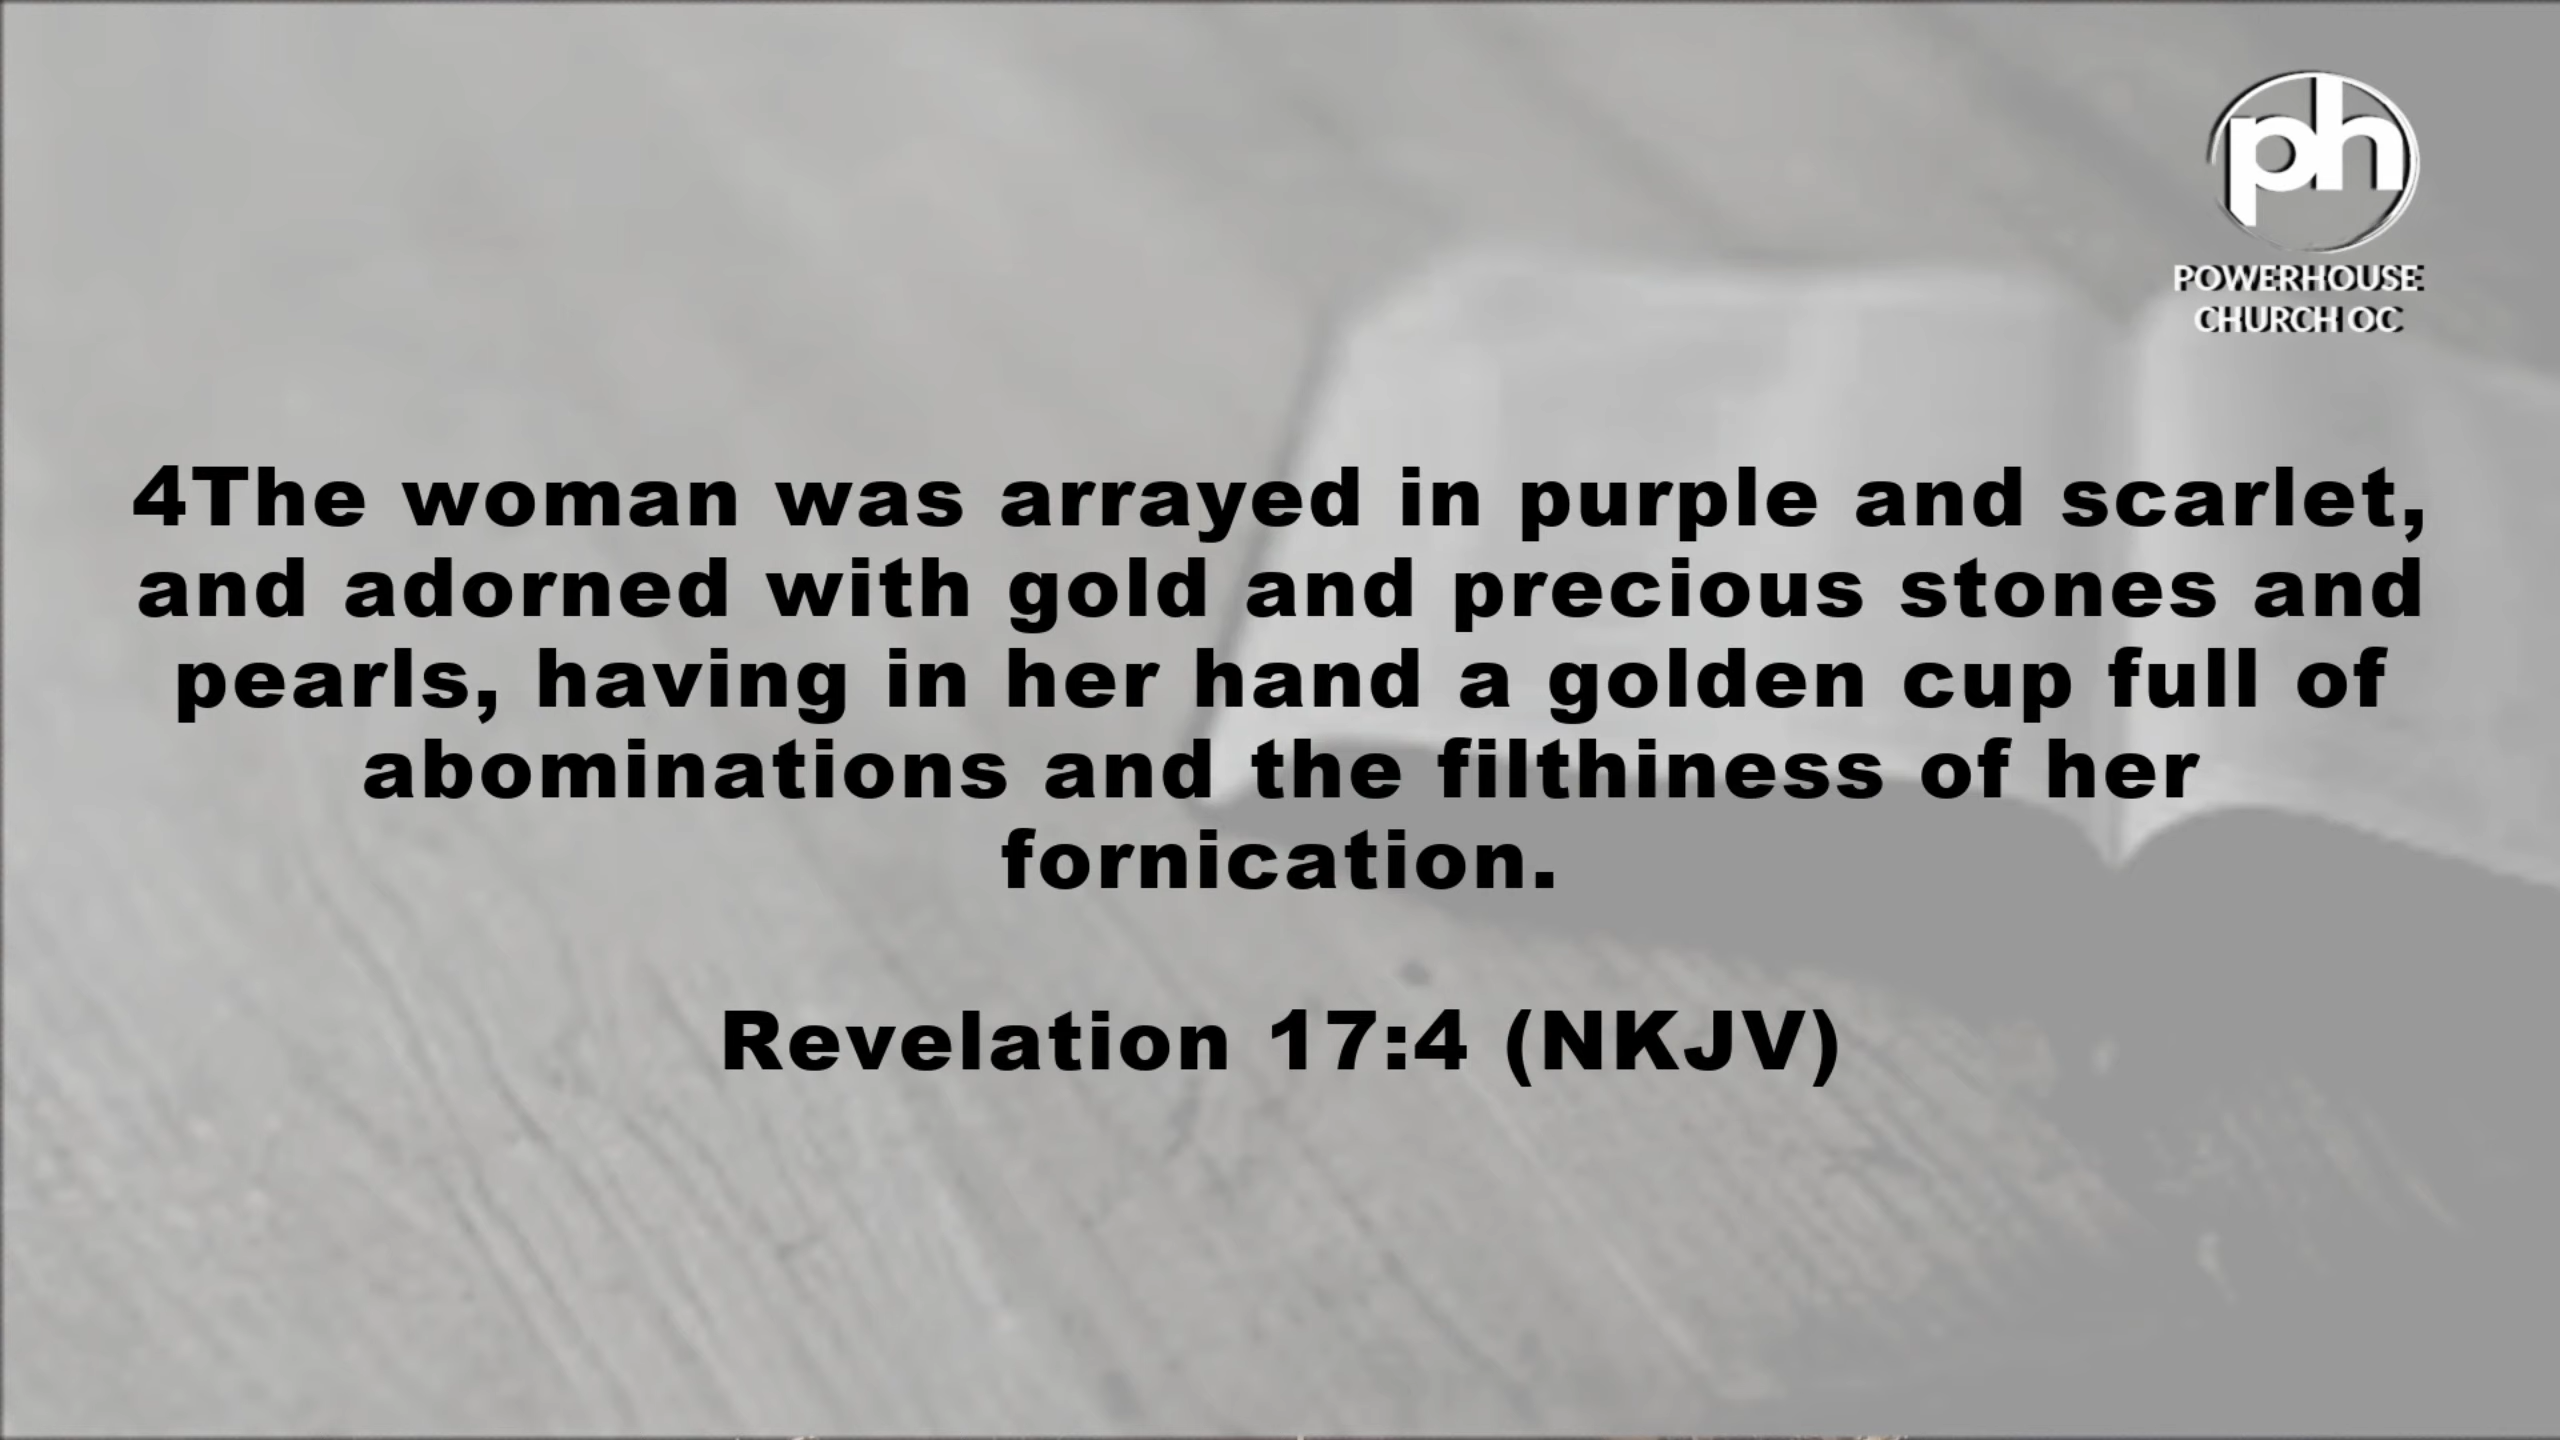 ph
POWERHOUSE
CHURCH OC
4The woman was arrayed in purple and scarlet,
and adorned with gold and precious stones and
pearls, having in her hand a golden cup full of
abominations and the filthiness of her
fornication.
Revelation 17:4 (NKJV)